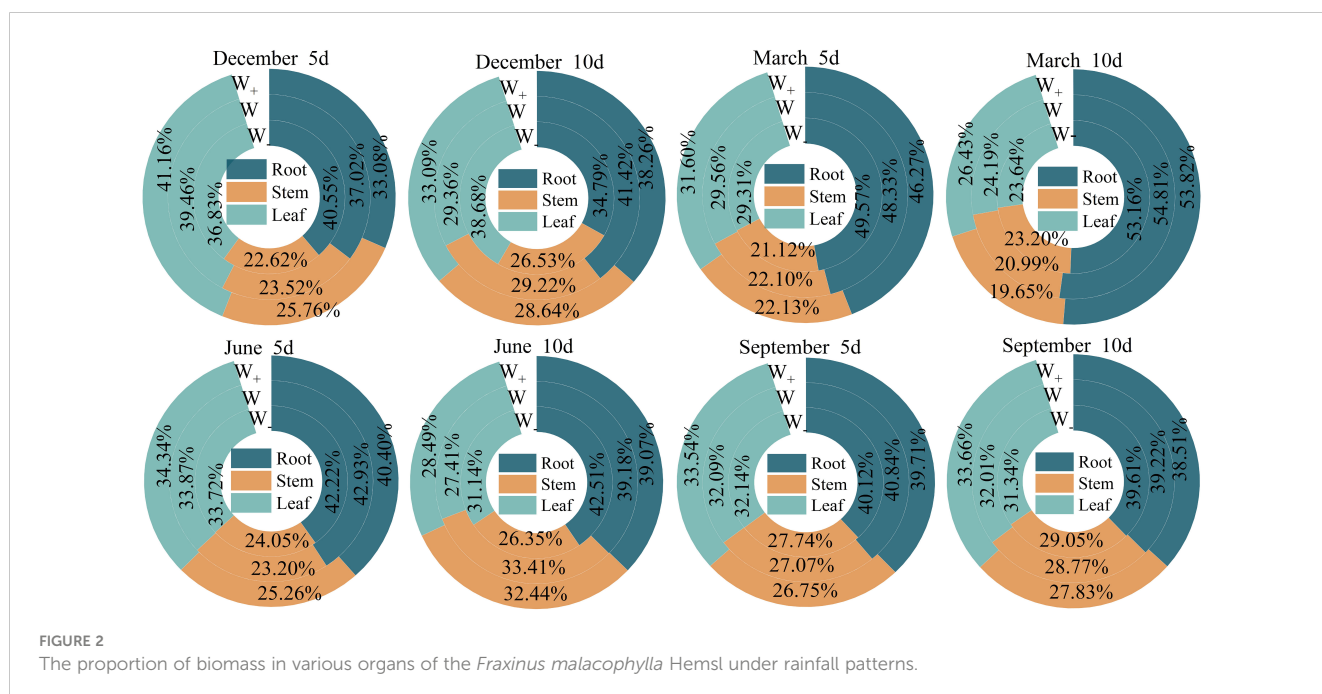 December 5d
W+
W
W-
41.16%
39.46%
36.83%
Root
Stem
Leaf
40.55%
37.02%
33.08%
22.62%
23.52%
25.76%
December 10d
W+
W
W-
33.09%
29.36%
38.68%
Root
Stem
Leaf
34.79%
41.42%
38.26%
26.53%
29.22%
28.64%
March 5d
W+
W
W-
31.60%
29.56%
29.31%
Root
Stem
Leaf
49.57%
48.33%
46.27%
21.12%
22.10%
22.13%
March 10d
W+
W
W-
26.43%
24.19%
23.64%
Root
Stem
Leaf
53.16%
54.81%
53.82%
23.20%
20.99%
19.65%
June 5d
W+
W
W-
34.34%
33.87%
33.72%
Root
Stem
Leaf
42.22%
42.93%
40.40%
24.05%
23.20%
25.26%
June 10d
W+
W
W-
28.49%
27.41%
31.14%
Root
Stem
Leaf
42.51%
39.18%
39.07%
26.35%
33.41%
32.44%
September 5d
W+
W
W-
33.54%
32.09%
32.14%
Root
Stem
Leaf
40.12%
40.84%
39.71%
27.74%
27.07%
26.75%
September 10d
W+
W
W-
33.66%
32.01%
31.34%
Root
Stem
Leaf
39.61%
39.22%
38.51%
29.05%
28.77%
27.83%
FIGURE 2
The proportion of biomass in various organs of the Fraxinus malacophylla Hemsl under rainfall patterns.